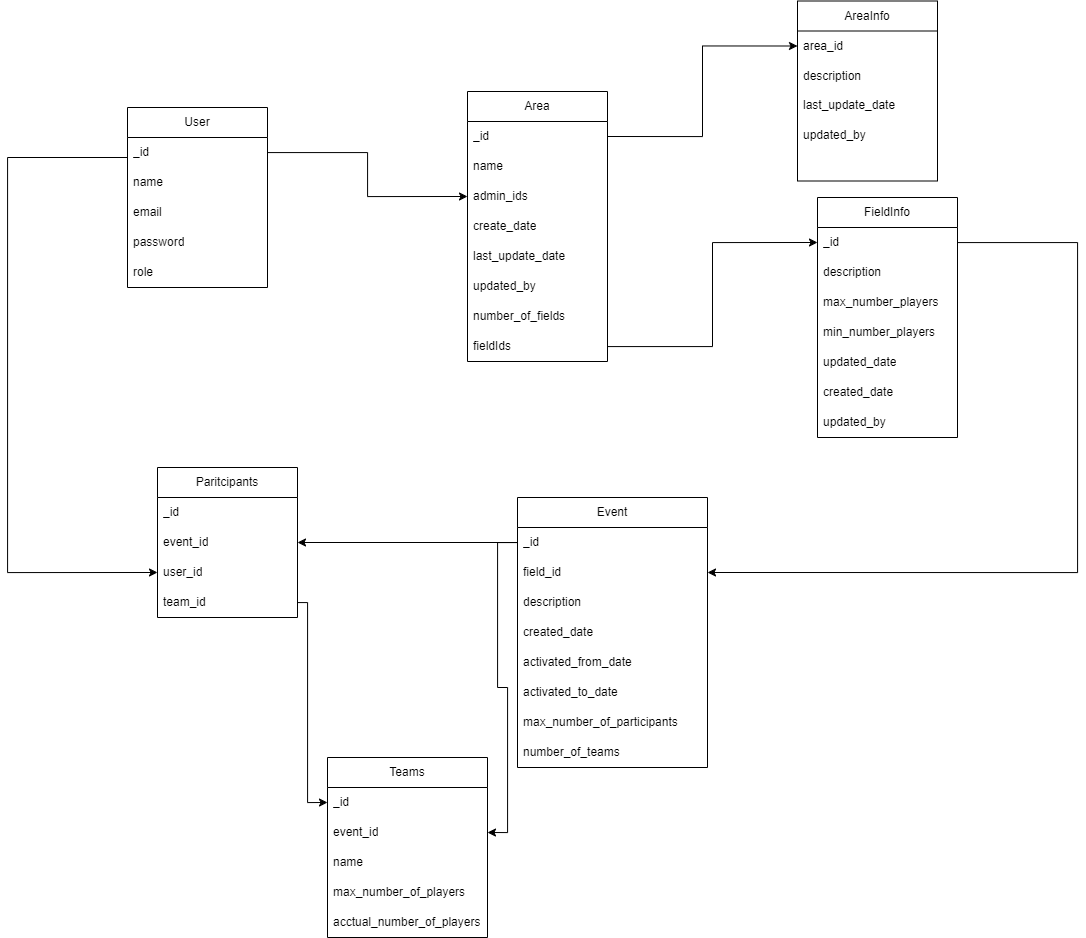 AreaInfo
area_id
description
last_update_date
updated_by
User
_id
name
email
password
role
Area
_id
name
admin_ids
create_date
last_update_date
updated_by
number_of_fields
fieldIds
FieldInfo
_id
description
max_number_players
min_number_players
updated_date
created_date
updated_by
Paritcipants
_id
event_id
user_id
team_id
Event
_id
field_id
description
created_date
activated_from_date
activated_to_date
max_number_of_participants
number_of_teams
Teams
_id
event_id
name
max_number_of_players
acctual_number_of_players